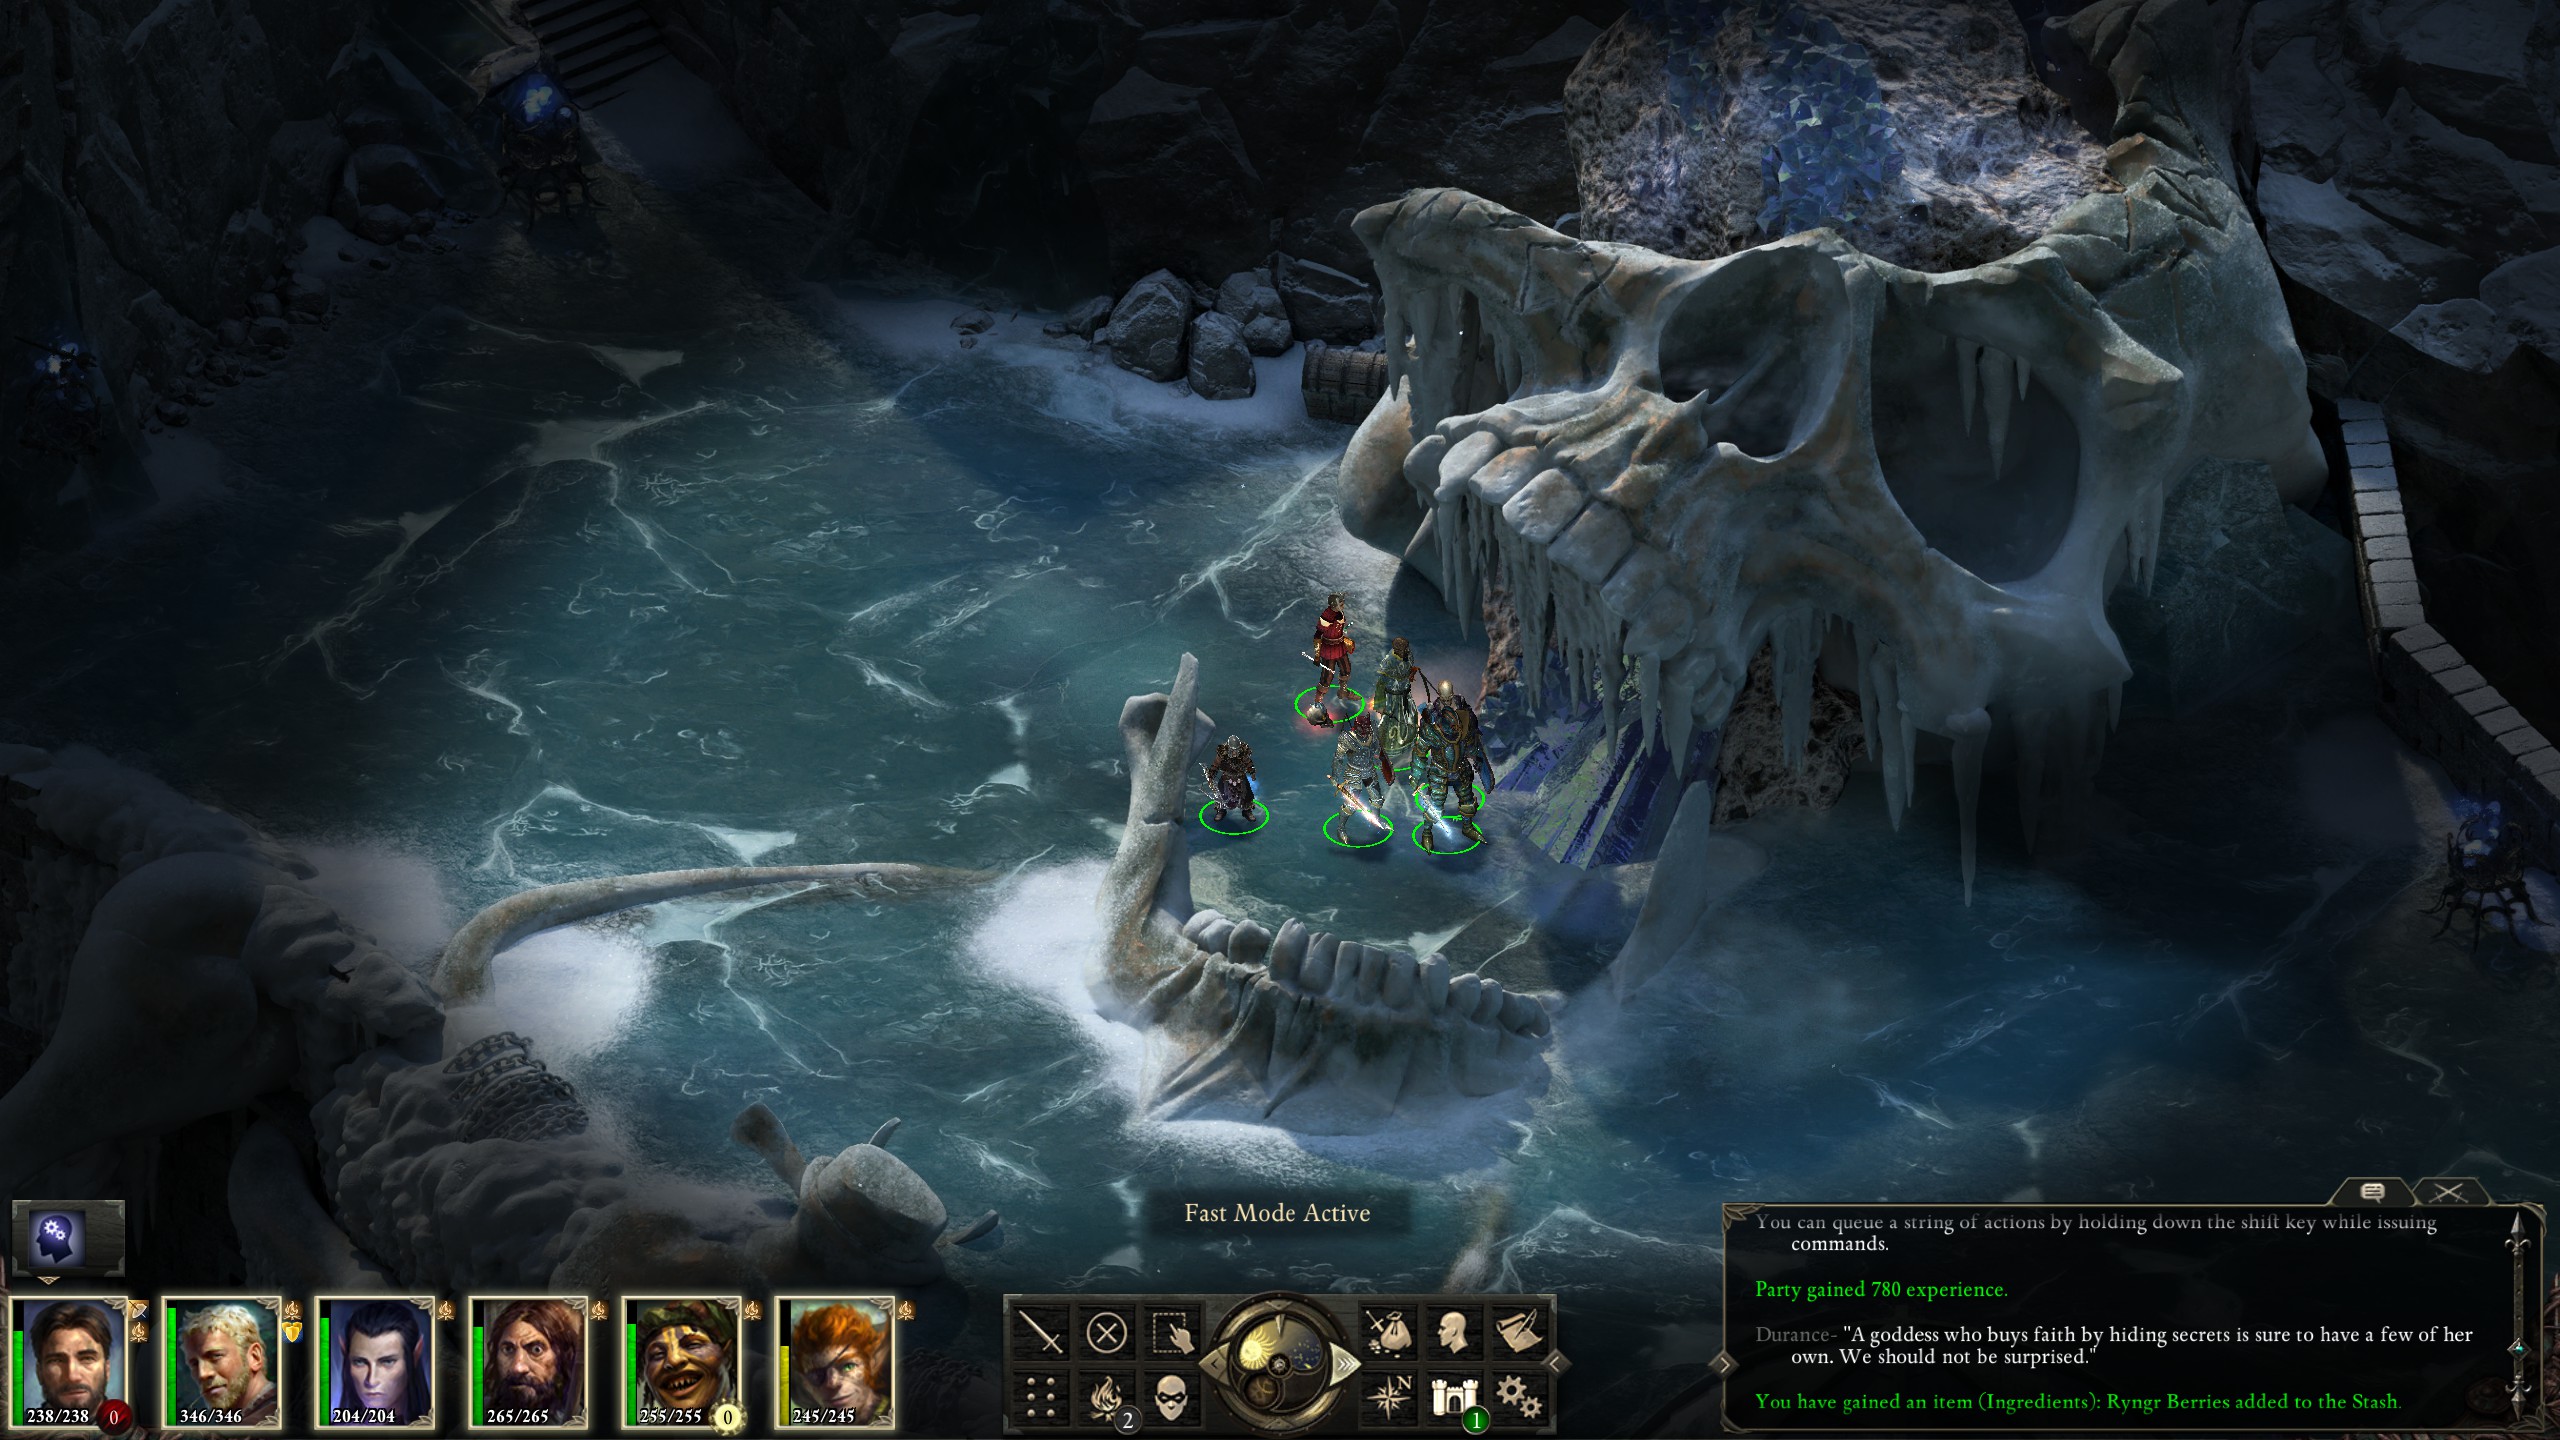 Fast Mode Active
You can queue a string of actions by holding down the shift key while issuing
commands.
Party gained 780 experience.
Durance- "A goddess who buys faith by hiding secrets is sure to have a few of her
own. We should not be surprised."
You have gained an item (Ingredients): Ryngr Berries added to the Stash.
238/238 0
346/346
204/204
265/265
255/255 0
245/245
N
2
1